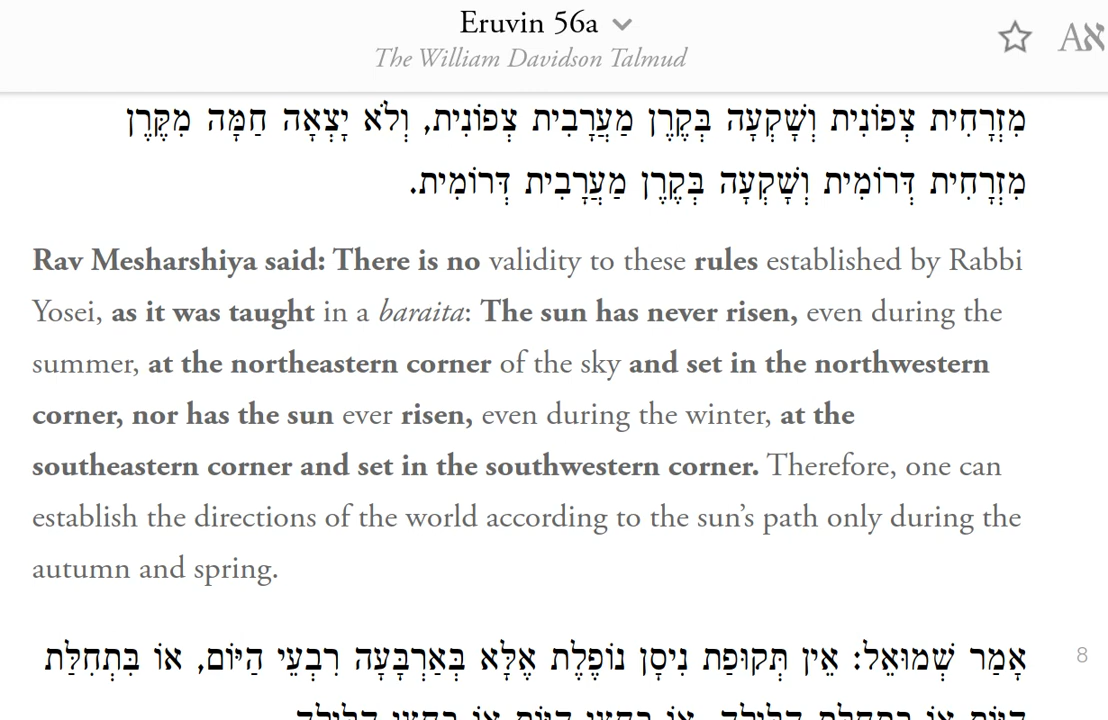 Eruvin 56a
The William Davidson Talmud
Aא
מִזְרָחִית צְפוֹנִית וְשָׁקְעָה בְּקֶרֶן מַעֲרָבִית צְפוֹנִית, וְלֹא יָצְאָה חַמָּה מִקֶּרֶן
מִזְרָחִית דְּרוֹמִית וְשָׁקְעָה בְּקֶרֶן מַעֲרָבִית דְּרוֹמִית.
Rav Mesharshiya said: There is no validity to these rules established by Rabbi
Yosei, as it was taught in a baraita: The sun has never risen, even during the
summer, at the northeastern corner of the sky and set in the northwestern
corner, nor has the sun ever risen, even during the winter, at the
southeastern corner and set in the southwestern corner. Therefore, one can
establish the directions of the world according to the sun’s path only during the
autumn and spring.
אָמַר שְׁמוּאֵל: אֵין תְּקוּפַת נִיסָן נוֹפֶלֶת אֶלָּא בְּאַרְבָּעָה רִבְעֵי הַיּוֹם, אוֹ בִּתְחִלַּת
8